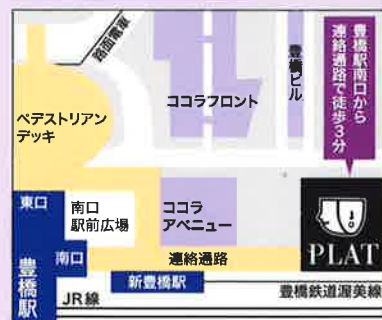 路面電車
ココラフロント
豊橋ビル
豊橋駅南口から
連絡通路で徒歩3分
ペデストリアン
デッキ
東口
南口
駅前広場
ココラ
アベニュー
PLAT
南口
連絡通路
豊橋駅
新豊橋駅
JR線
豊橋鉄道渥美線